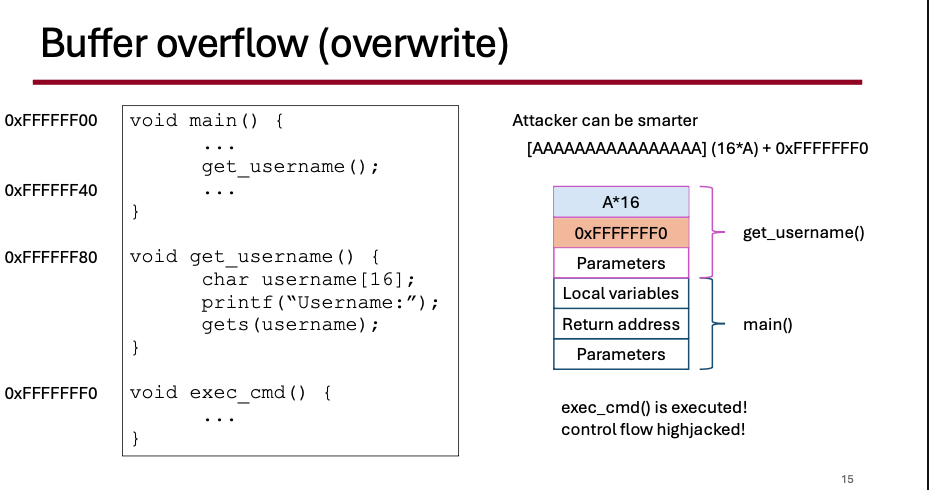 Buffer overflow (overwrite)
0xFFFFFF00
void main() {
...
get_username();
0xFFFFFF40
...
}
0xFFFFFF80
void get_username() {
char username[16];
printf(“Username:”);
gets(username);
}
0xFFFFFFF0
void exec_cmd() {
...
}
Attacker can be smarter
[AAAAAAAAAAAAAAAA] (16*A) + 0xFFFFFFF0
A*16
0xFFFFFFF0
Parameters
get_username()
Local variables
Return address
Parameters
main()
exec_cmd() is executed!
control flow highjacked!
15